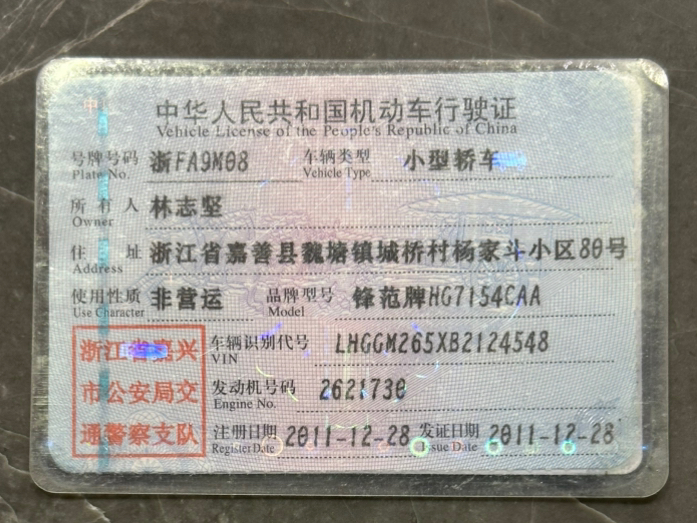 中华人民共和国机动车行驶证
Vehicle License of the People's Republic of China
号牌号码 浙FA9M08 车辆类型 小型轿车
Plate No. Vehicle Type
所有人 林志坚
Owner
住址 浙江省嘉善县魏塘镇城桥村杨家斗小区80号
Address
使用性质 非营运 品牌型号 锋范牌HG7154CAA
Use Character Model
浙江省嘉兴 车辆识别代号 LHGGM265XB2124548
VIN
市公安局交 发动机号码 2621730
Engine No.
通警察支队 注册日期 2011-12-28 发证日期 2011-12-28
Register Date Issue Date